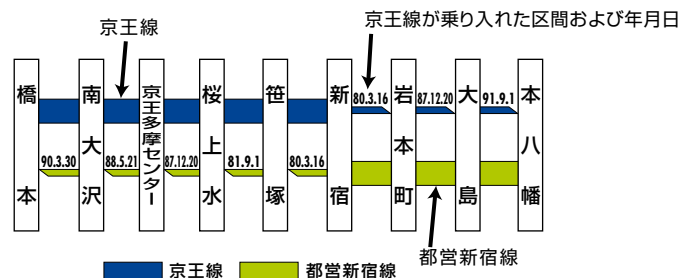 京王線
京王線が乗り入れた区間および年月日
橋本
南大沢
京王多摩センター
桜上水
笹塚
新宿
岩本町
大島
本八幡
80.3.16
87.12.20
91.9.1
90.3.30
88.5.21
87.12.20
81.9.1
80.3.16
都営新宿線
京王線
都営新宿線